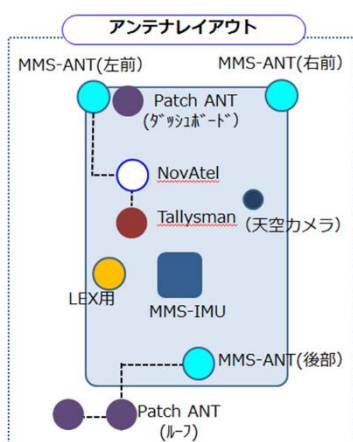 アンテナレイアウト
MMS-ANT(左前)
MMS-ANT(右前)
Patch ANT
(ﾀﾞｯｼｭﾎﾞｰﾄﾞ)
NovAtel
Tallysman
（天空カメラ）
LEX用
MMS-IMU
MMS-ANT(後部）
Patch ANT
(ﾙｰﾌ)